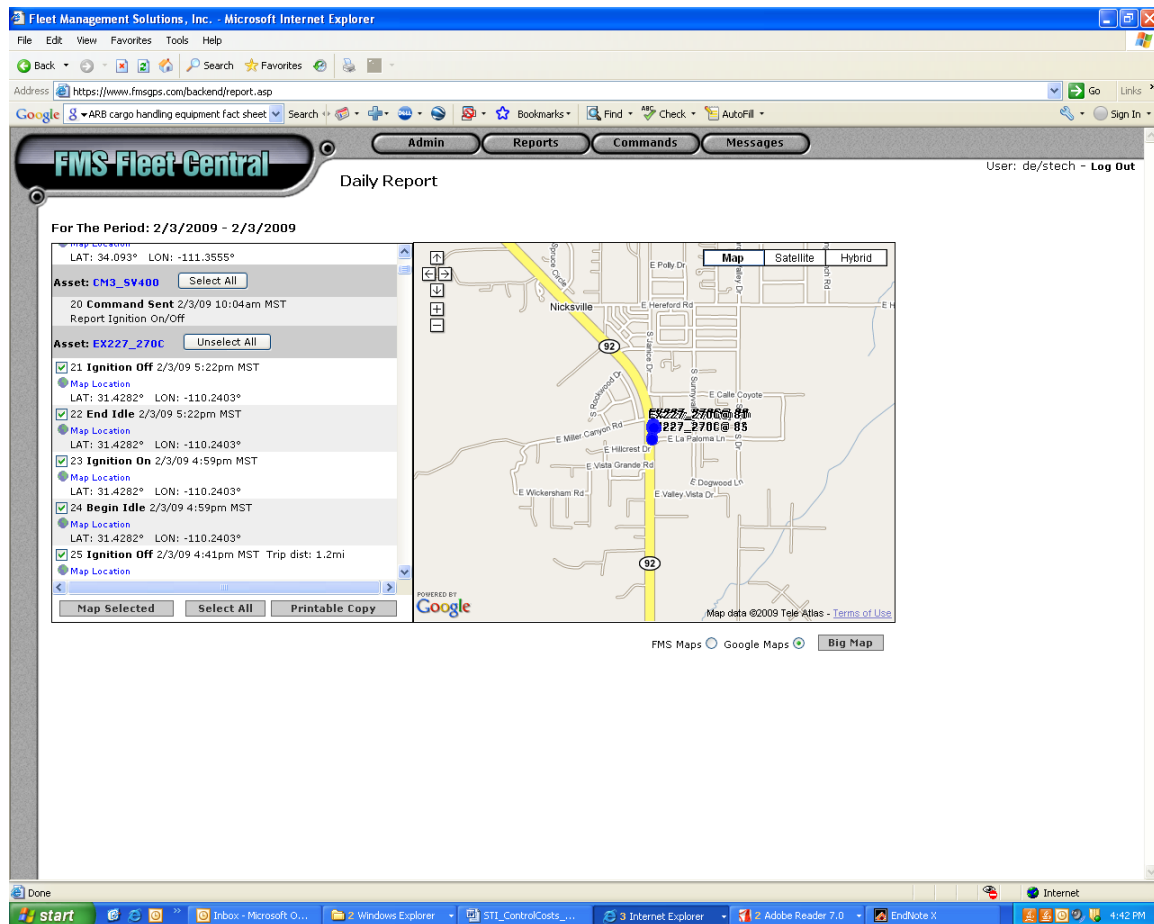 Fleet Management Solutions, Inc. - Microsoft Internet Explorer
File Edit View Favorites Tools Help
Back Search Favorites
Address https://www.fmsgps.com/backend/report.asp Go Links
Google ARB cargo handling equipment fact sheet Search Bookmarks Find Check AutoFill Sign In
FMS Fleet Central
Admin Reports Commands Messages
User: de/stech - Log Out
Daily Report
For The Period: 2/3/2009 - 2/3/2009
Map Location
LAT: 34.093° LON: -111.3555°
Asset: CM3_SV400 Select All
20 Command Sent 2/3/09 10:04am MST
Report Ignition On/Off
Asset: EX227_270C Unselect All
21 Ignition Off 2/3/09 5:22pm MST
Map Location
LAT: 31.4282° LON: -110.2403°
22 End Idle 2/3/09 5:22pm MST
Map Location
LAT: 31.4282° LON: -110.2403°
23 Ignition On 2/3/09 4:59pm MST
Map Location
LAT: 31.4282° LON: -110.2403°
24 Begin Idle 2/3/09 4:59pm MST
Map Location
LAT: 31.4282° LON: -110.2403°
25 Ignition Off 2/3/09 4:41pm MST Trip dist: 1.2mi
Map Location
Map Selected Select All Printable Copy
Map Satellite Hybrid
Spruce Circle
E Polly Dr
Nicksville
E Hereford Rd
E H
92
S Janice Dr
S Rockwood Dr
E Calle Coyote
E Miller Canyon Rd
E La Paloma Ln
S Dr
E Hillcrest Dr
E Vista Grande Rd
E Dogwood Ln
E Wickersham Rd
E Valley Vista Dr
92
POWERED BY
Google
Map data ©2009 Tele Atlas - Terms of Use
FMS Maps Google Maps Big Map
Done Internet
start Inbox - Microsoft O... 2 Windows Explorer STI_ControlCosts_... 3 Internet Explorer 2 Adobe Reader 7.0 EndNote X 4:42 PM